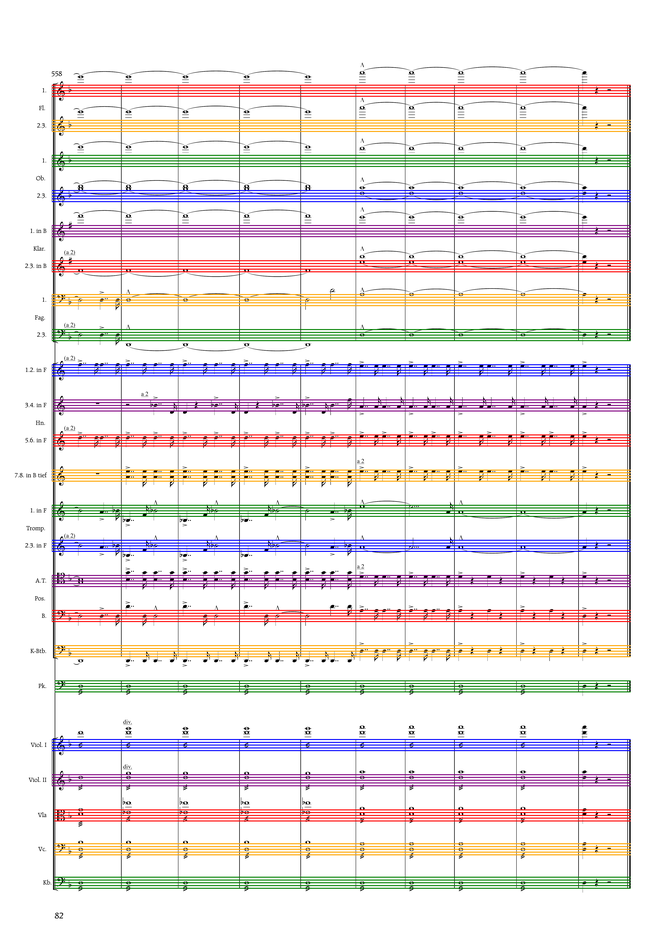 558
1.
Fl.
2.3.
1.
Ob.
2.3.
1. in B
Klar.
(a 2)
2.3. in B
1.
Fag.
(a 2)
2.3.
(a 2)
1.2. in F
a 2
3.4. in F
Hn.
(a 2)
5.6. in F
a 2
7.8. in B tief
1. in F
Tromp.
(a 2)
2.3. in F
a 2
A.T.
Pos.
B.
K-Btb.
Pk.
div.
Viol. I
div.
Viol. II
Vla
Vc.
Kb.
82